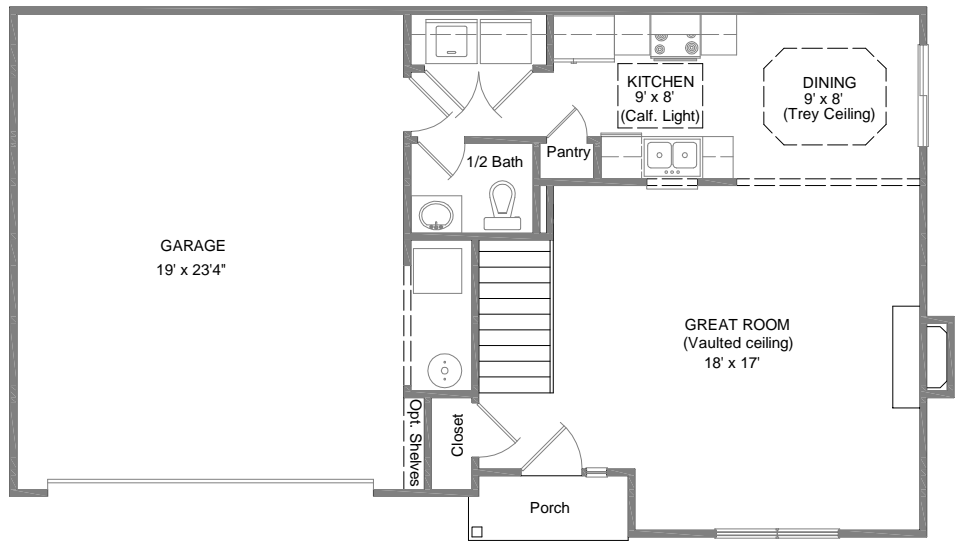 KITCHEN
9' x 8'
(Calf. Light)
DINING
9' x 8'
(Trey Ceiling)
Pantry
1/2 Bath
GARAGE
19' x 23'4"
GREAT ROOM
(Vaulted ceiling)
18' x 17'
Opt. Shelves
Closet
Porch